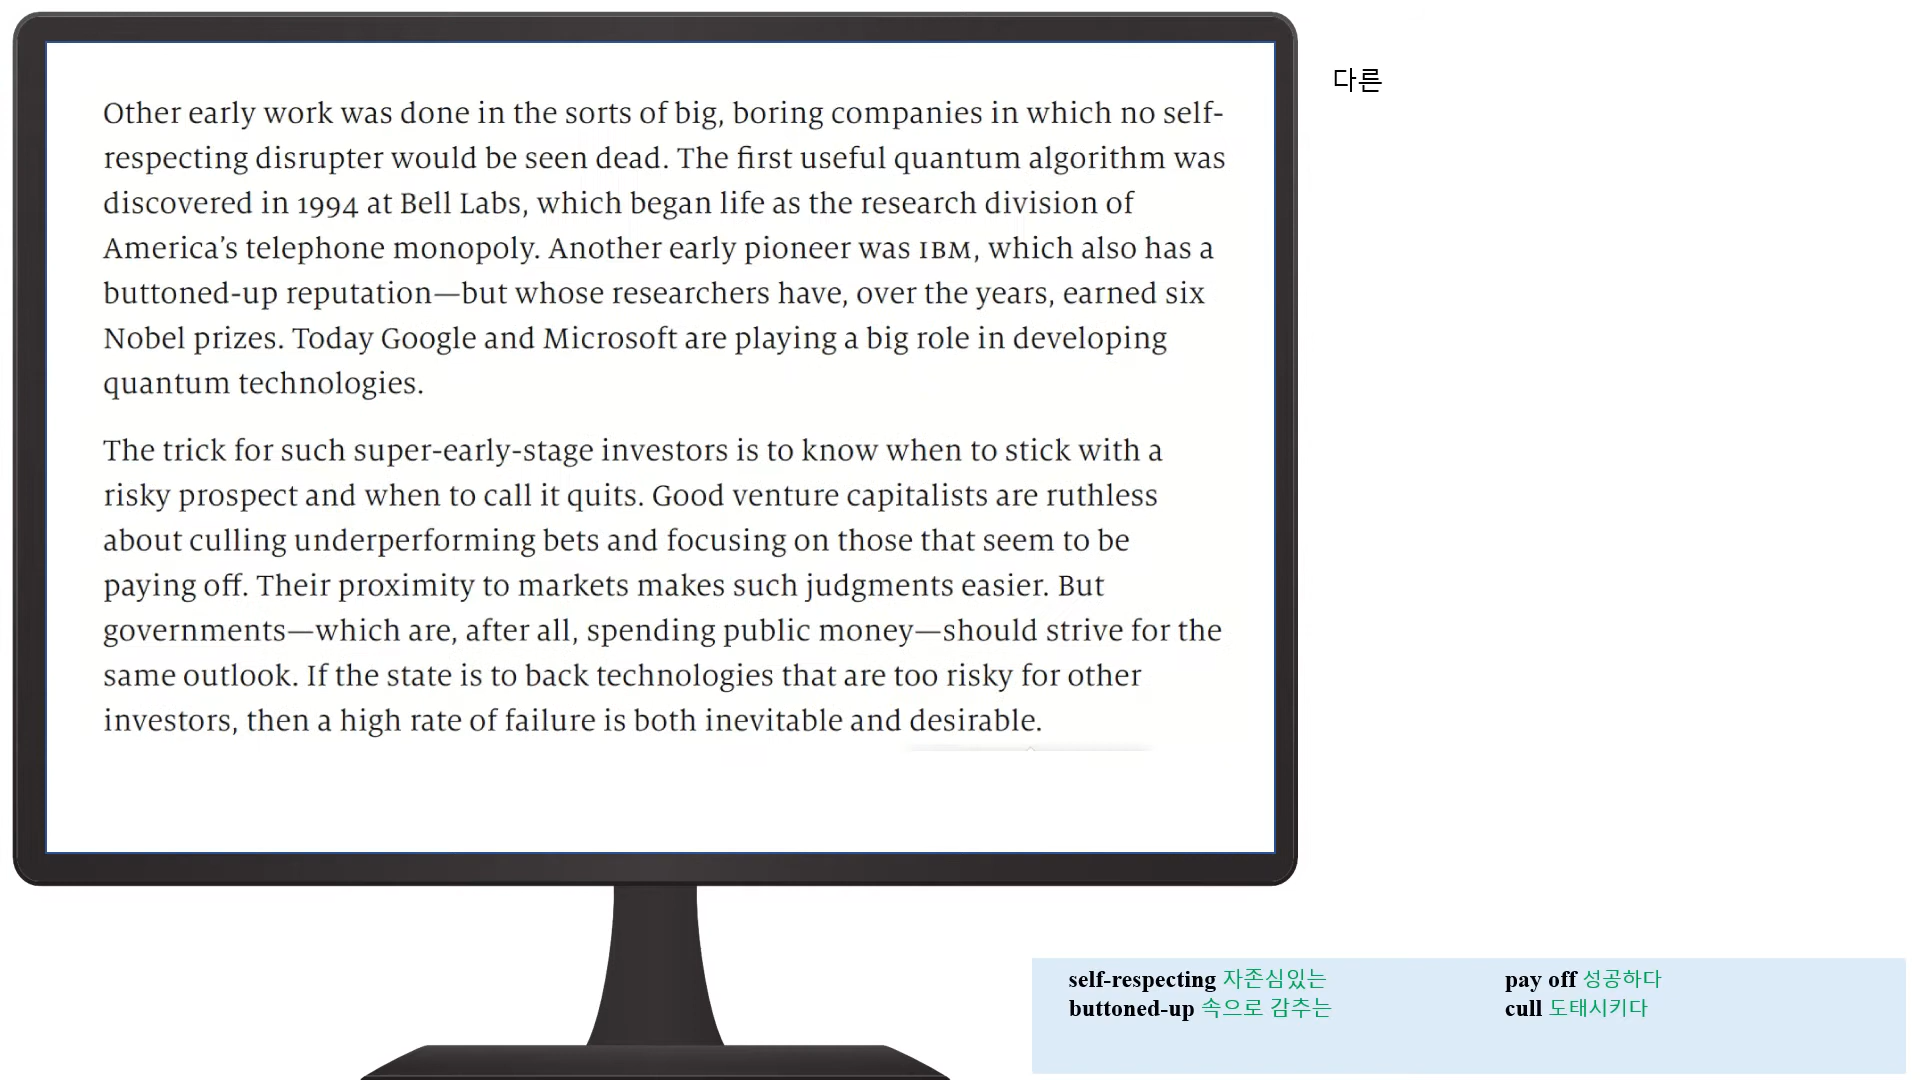 Other early work was done in the sorts of big, boring companies in which no self-
respecting disrupter would be seen dead. The first useful quantum algorithm was
discovered in 1994 at Bell Labs, which began life as the research division of
America’s telephone monopoly. Another early pioneer was IBM, which also has a
buttoned-up reputation—but whose researchers have, over the years, earned six
Nobel prizes. Today Google and Microsoft are playing a big role in developing
quantum technologies.
The trick for such super-early-stage investors is to know when to stick with a
risky prospect and when to call it quits. Good venture capitalists are ruthless
about culling underperforming bets and focusing on those that seem to be
paying off. Their proximity to markets makes such judgments easier. But
governments—which are, after all, spending public money—should strive for the
same outlook. If the state is to back technologies that are too risky for other
investors, then a high rate of failure is both inevitable and desirable.
다른
self-respecting 자존심있는
buttoned-up 속으로 감추는
pay off 성공하다
cull 도태시키다